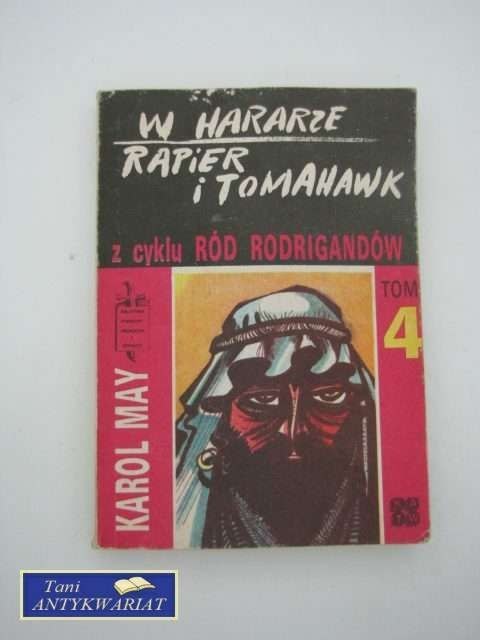 W HARARZE
RAPIER
i TOMAHAWK
z cyklu RÓD RODRIGANDÓW
TOM
4
KAROL MAY
Tani
ANTYKWARIAT